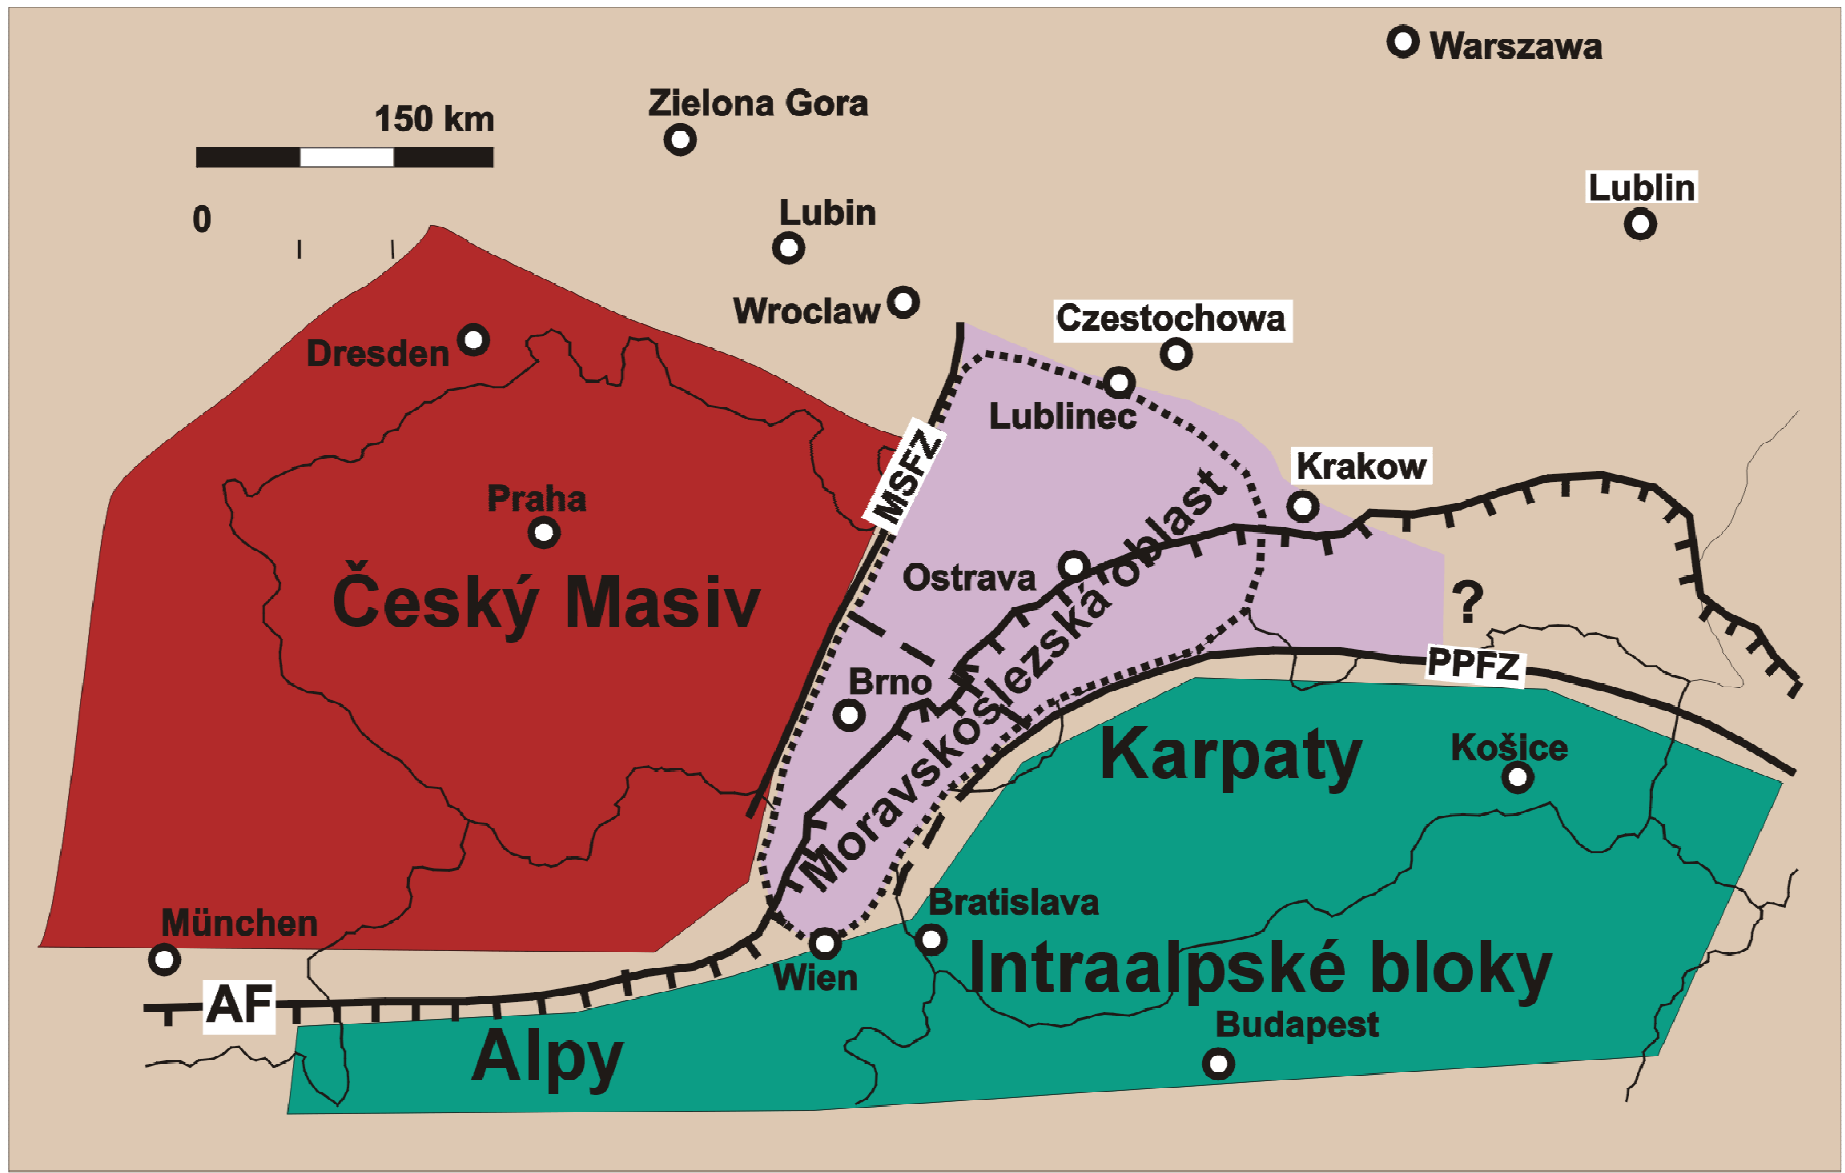 Warszawa
Zielona Gora
150 km
0
Lublin
Lubin
Wroclaw
Czestochowa
Dresden
Lublinec
MSFZ
Krakow
Praha
Ostrava
Český Masiv
Moravskoslezská oblast
?
PPFZ
Brno
Karpaty
Košice
Bratislava
München
Wien
Intraalpské bloky
AF
Budapest
Alpy